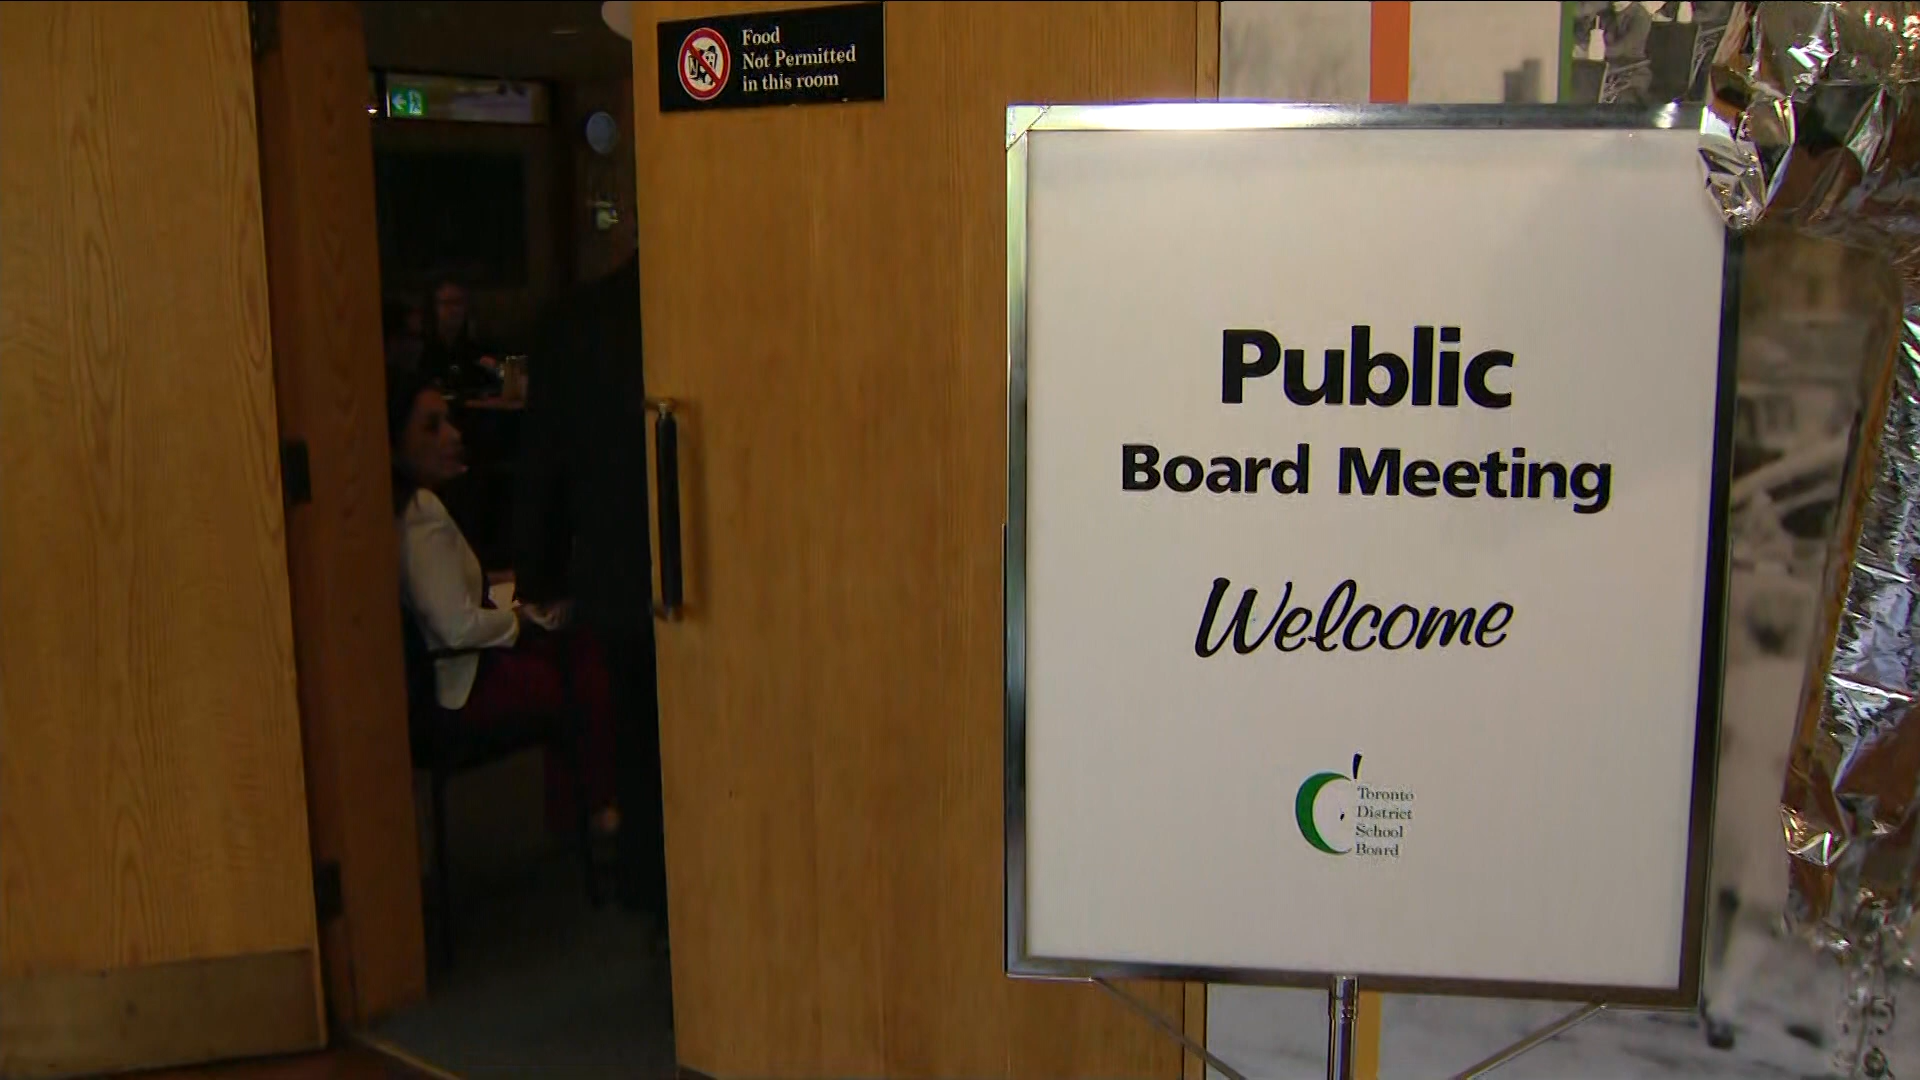 Food
Not Permitted
in this room
Public
Board Meeting
Welcome
Toronto
District
School
Board